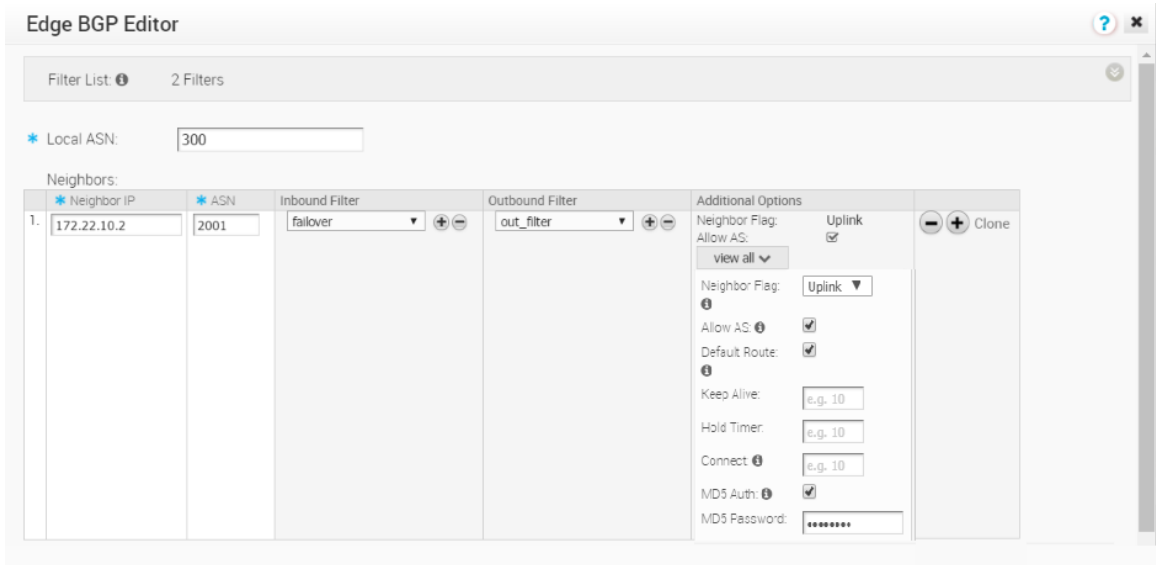 Edge BGP Editor
?
Filter List: 2 Filters
* Local ASN: 300
Neighbors:
* Neighbor IP * ASN Inbound Filter Outbound Filter Additional Options
1. 172.22.10.2 2001 failover out_filter Neighbor Flag: Uplink Clone
Allow AS:
view all
Neighbor Flag: Uplink
Allow AS:
Default Route:
Keep Alive: e.g. 10
Hold Timer: e.g. 10
Connect e.g. 10
MD5 Auth:
MD5 Password: ••••••••